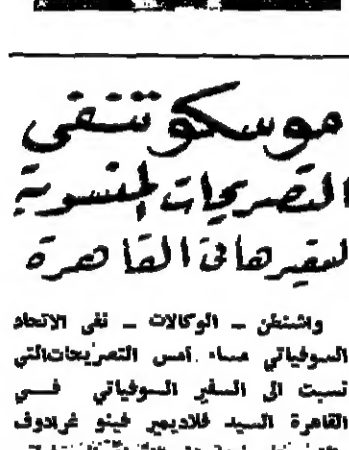 موسكو تنفي
التصريحات المنسوبة
لسفيرها في القاهرة
واشنطن ـ الوكالات ـ نفى الاتحاد
السوفياتي مساء أمس التصريحات التي
نسبت الى السفير السوفياتي فــي
القاهرة السيد فلاديمير فينو غرادوف